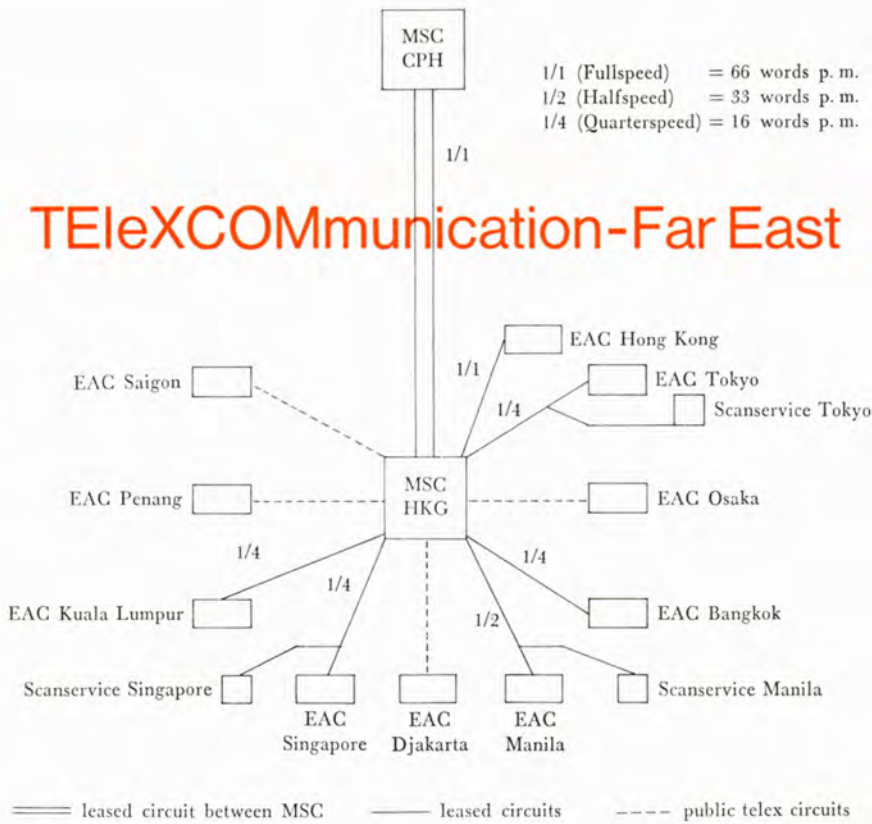 MSC
CPH
1/1 (Fullspeed) = 66 words p. m.
1/2 (Halfspeed) = 33 words p. m.
1/4 (Quarterspeed) = 16 words p. m.
1/1
TEleXCOMmunication-Far East
EAC Hong Kong
EAC Saigon
1/1
EAC Tokyo
1/4
Scanservice Tokyo
MSC
HKG
EAC Penang
EAC Osaka
1/4
1/4
1/4
1/2
EAC Kuala Lumpur
EAC Bangkok
Scanservice Singapore
Scanservice Manila
EAC
Singapore
EAC
Djakarta
EAC
Manila
leased circuit between MSC
leased circuits
public telex circuits